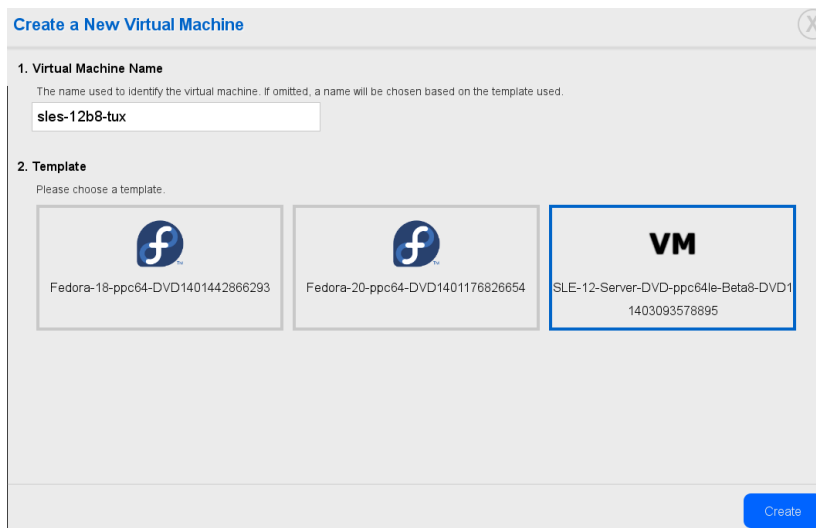 Create a New Virtual Machine
X
1. Virtual Machine Name
The name used to identify the virtual machine. If omitted, a name will be chosen based on the template used.
sles-12b8-tux
2. Template
Please choose a template.
VM
Fedora-18-ppc64-DVD1401442866293
Fedora-20-ppc64-DVD1401176826654
SLE-12-Server-DVD-ppc64le-Beta8-DVD1
1403093578895
Create